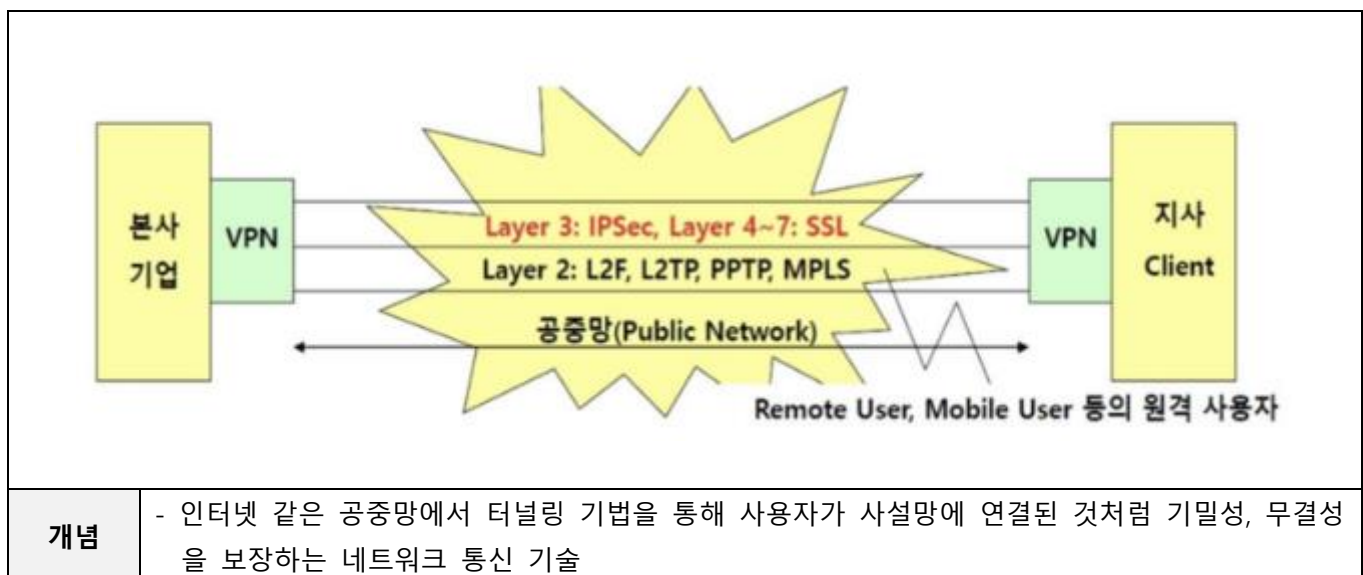 본사
기업
VPN
Layer 3: IPSec, Layer 4~7: SSL
Layer 2: L2F, L2TP, PPTP, MPLS
공중망(Public Network)
VPN
지사
Client
Remote User, Mobile User 등의 원격 사용자
개념
- 인터넷 같은 공중망에서 터널링 기법을 통해 사용자가 사설망에 연결된 것처럼 기밀성, 무결성
을 보장하는 네트워크 통신 기술